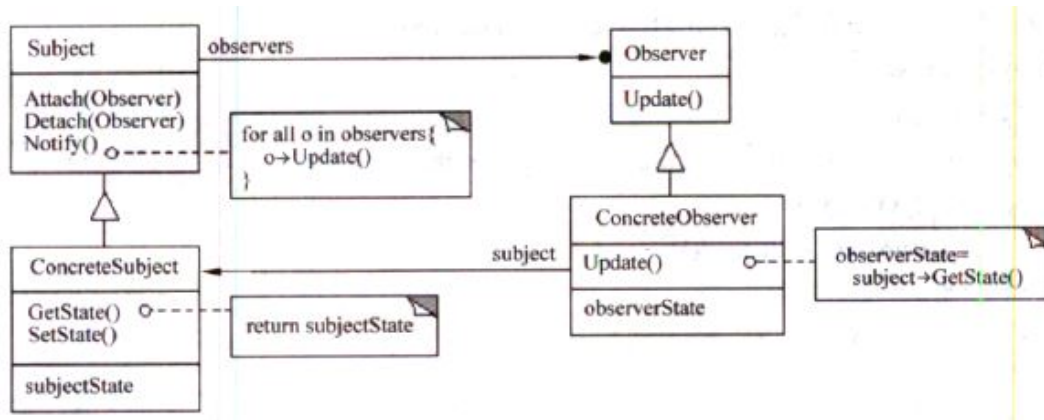 Subject
observers
Observer
Attach(Observer)
Detach(Observer)
Notify()
for all o in observers{
o→Update()
}
Update()
ConcreteSubject
GetState()
SetState()
subjectState
return subjectState
subject
ConcreteObserver
Update()
observerState
observerState=
subject→GetState()